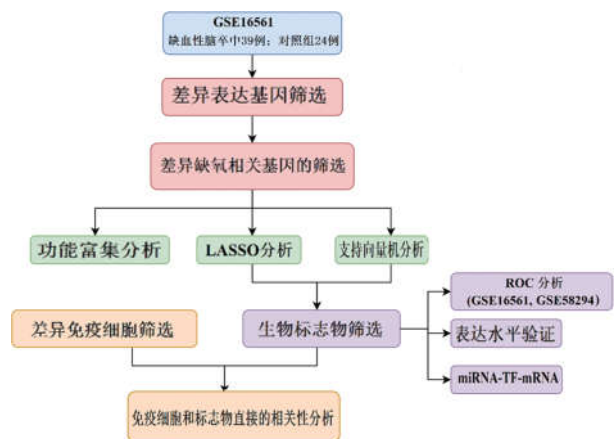 GSE16561
缺血性脑卒中39例；对照组24例
差异表达基因筛选
差异缺氧相关基因的筛选
功能富集分析
LASSO分析
支持向量机分析
ROC 分析
(GSE16561, GSE58294)
差异免疫细胞筛选
生物标志物筛选
表达水平验证
miRNA-TF-mRNA
免疫细胞和标志物直接的相关性分析